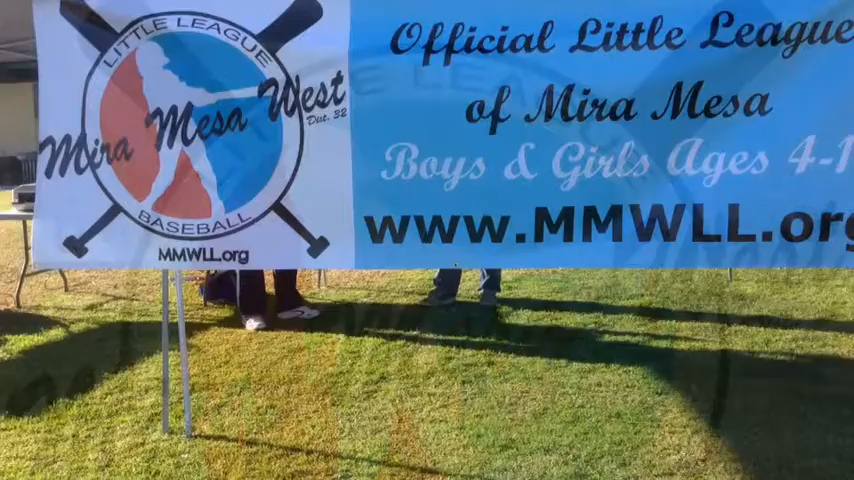 LITTLE LEAGUE
Mira Mesa West
Dist. 32
BASEBALL
MMWLL.org
Official Little League
of Mira Mesa
Boys & Girls Ages 4-1
www.MMWLL.org